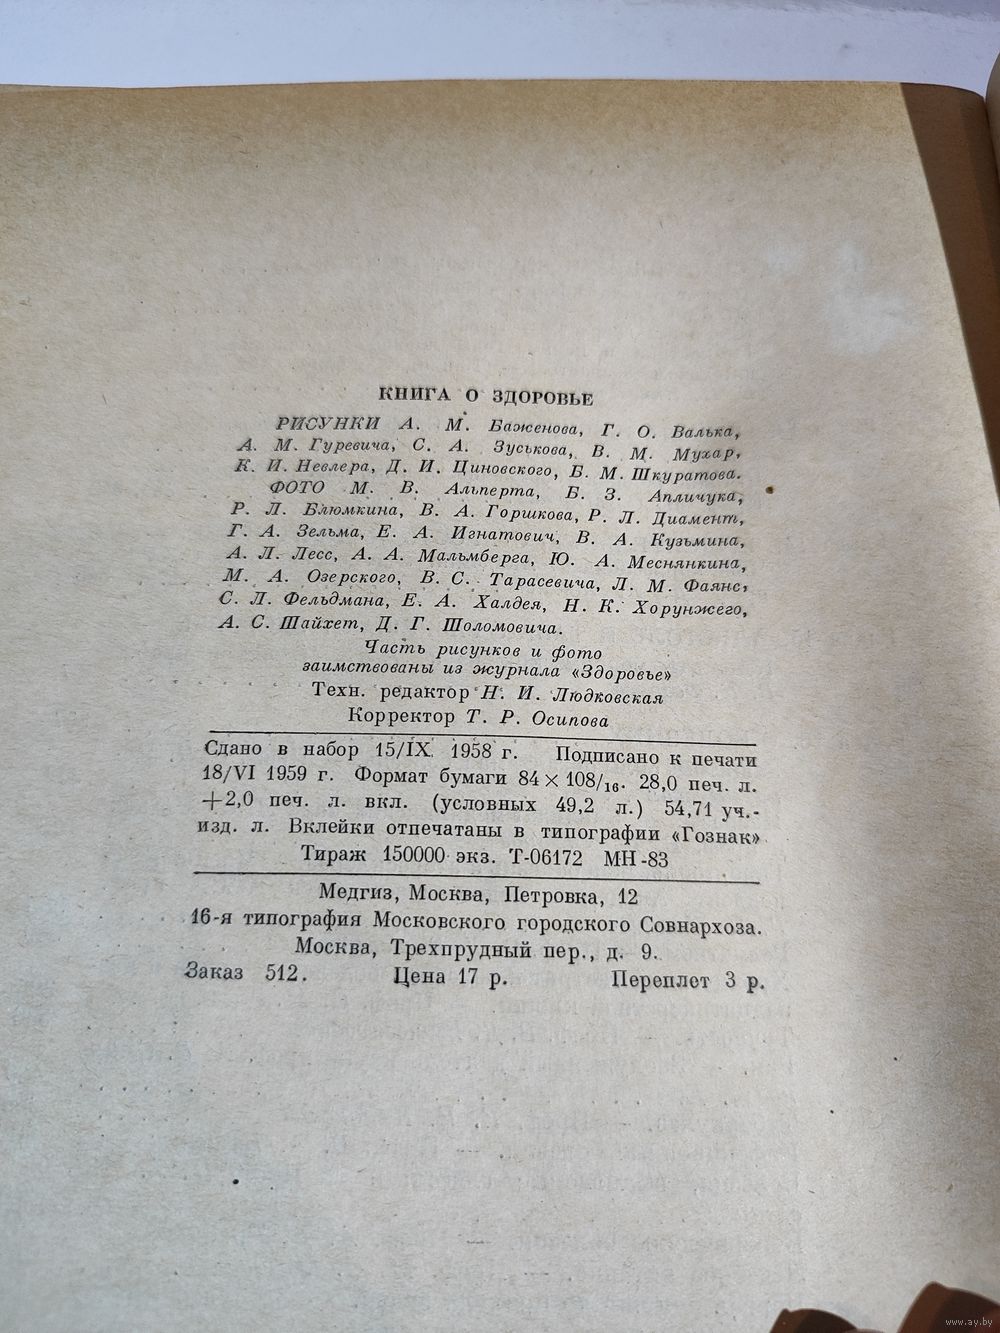 КНИГА О ЗДОРОВЬЕ
РИСУНКИ А. М. Баженова, Г. О. Валька,
А. М. Гуревича, С. А. Зуськова, В. М. Мухар,
К. И. Невлера, Д. И. Циновского, Б. М. Шкуратова.
ФОТО М. В. Альперта, Б. З. Апличука,
Р. Л. Блюмкина, В. А. Горшкова, Р. Л. Диамент,
Г. А. Зельма, Е. А. Игнатович, В. А. Кузьмина,
А. Л. Лесс, А. А. Мальмберга, Ю. А. Меснянкина,
М. А. Озерского, В. С. Тарасевича, Л. М. Фаянс,
С. Л. Фельдмана, Е. А. Халдея, Н. К. Хорунжего,
А. С. Шайхет, Д. Г. Шоломовича.
Часть рисунков и фото
заимствованы из журнала «Здоровье»
Техн. редактор Н. И. Людковская
Корректор Т. Р. Осипова
Сдано в набор 15/IX 1958 г. Подписано к печати
18/VI 1959 г. Формат бумаги 84 × 108/₁₆. 28,0 печ. л.
+2,0 печ. л. вкл. (условных 49,2 л.) 54,71 уч.-
изд. л. Вклейки отпечатаны в типографии «Гознак»
Тираж 150000 экз. Т-06172 МН-83
Медгиз, Москва, Петровка, 12
16-я типография Московского городского Совнархоза.
Москва, Трехпрудный пер., д. 9.
Заказ 512. Цена 17 р. Переплет 3 р.
www.ay.by